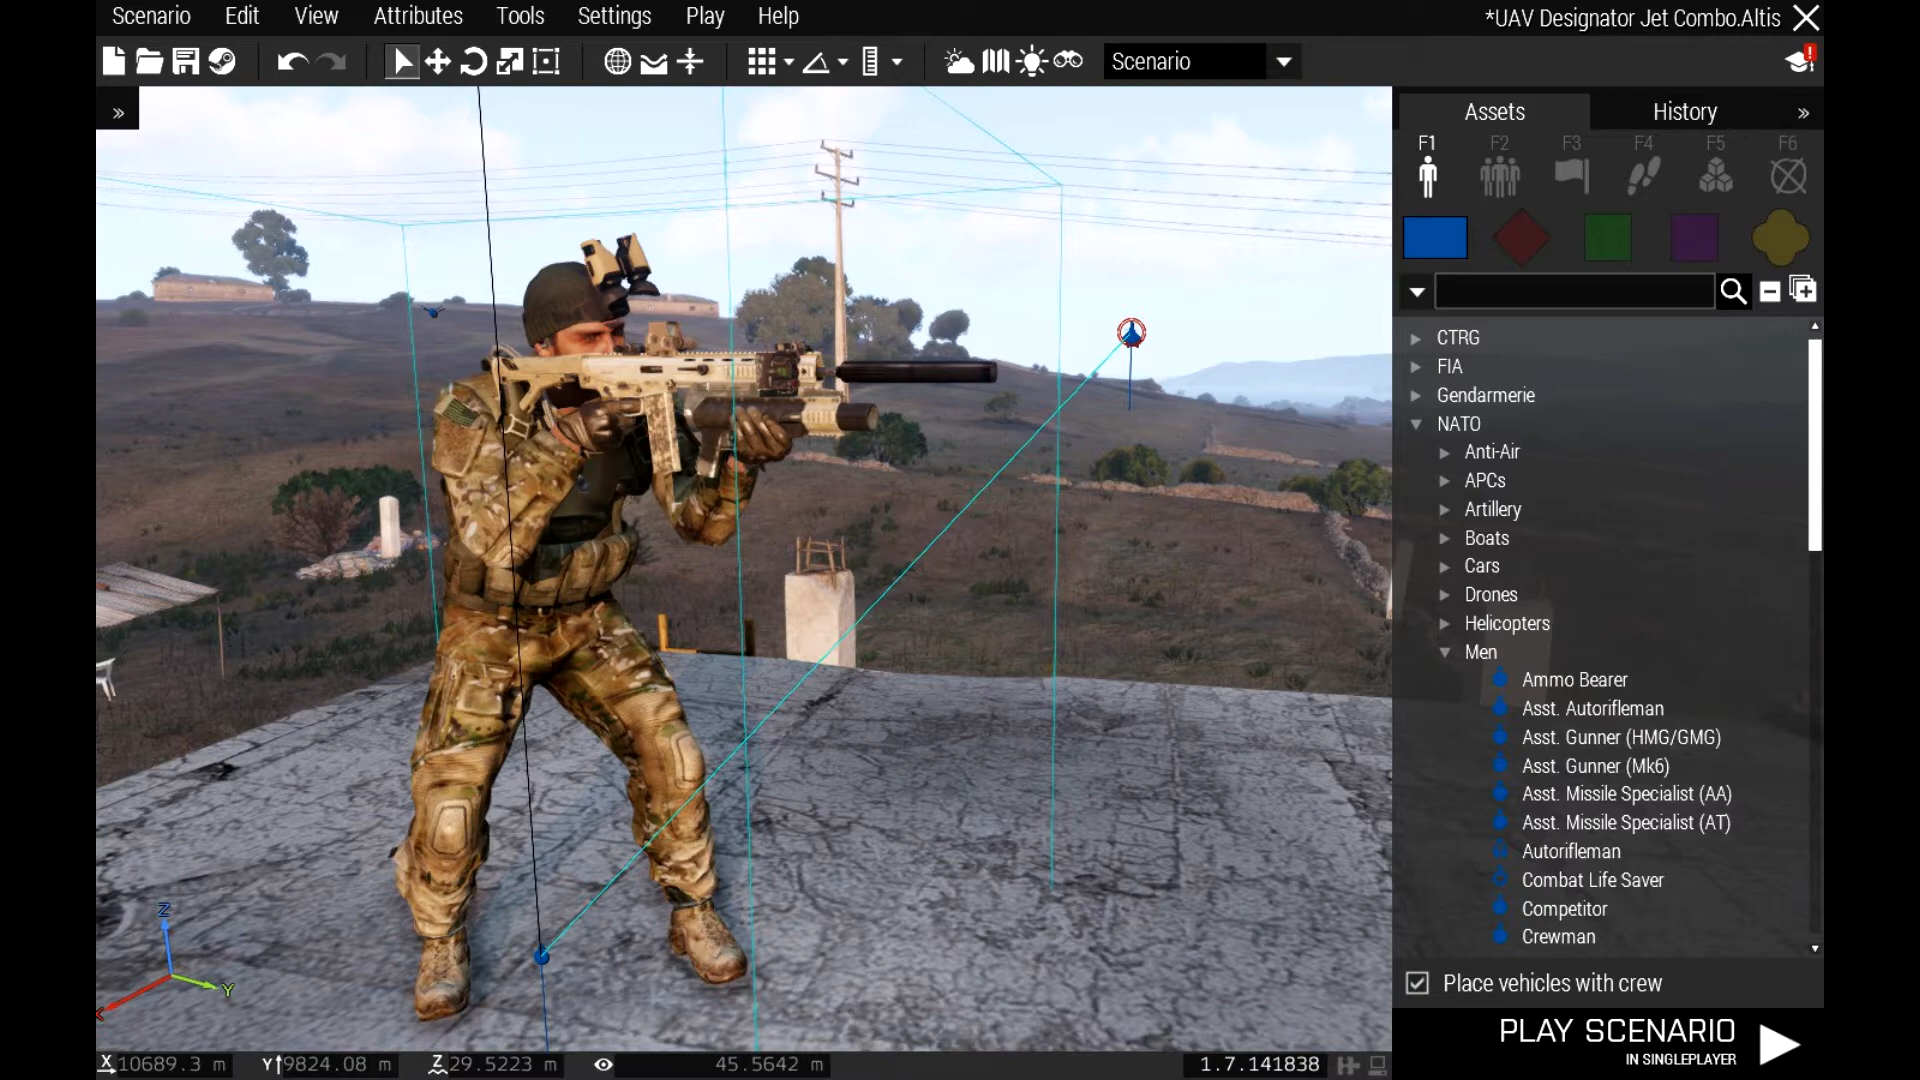 Scenario Edit View Attributes Tools Settings Play Help *UAV Designator Jet Combo.Altis
Scenario
Assets History
F1 F2 F3 F4 F5 F6
CTRG
FIA
Gendarmerie
NATO
Anti-Air
APCs
Artillery
Boats
Cars
Drones
Helicopters
Men
Ammo Bearer
Asst. Autorifleman
Asst. Gunner (HMG/GMG)
Asst. Gunner (Mk6)
Asst. Missile Specialist (AA)
Asst. Missile Specialist (AT)
Autorifleman
Combat Life Saver
Competitor
Crewman
Z
Y
X
Place vehicles with crew
PLAY SCENARIO
IN SINGLEPLAYER
X 10689.3 m Y 9824.08 m Z 29.5223 m 45.5642 m 1.7.141838